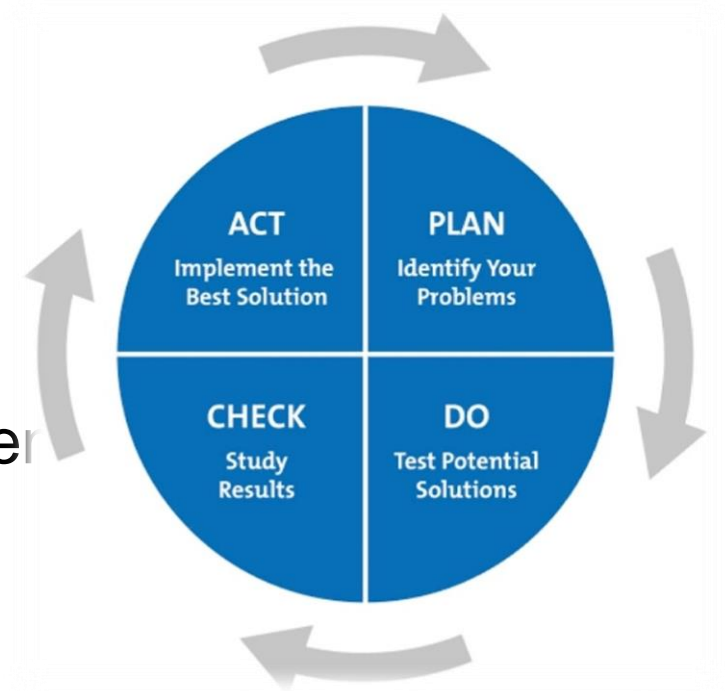 ACT
Implement the
Best Solution
PLAN
Identify Your
Problems
CHECK
Study
Results
DO
Test Potential
Solutions